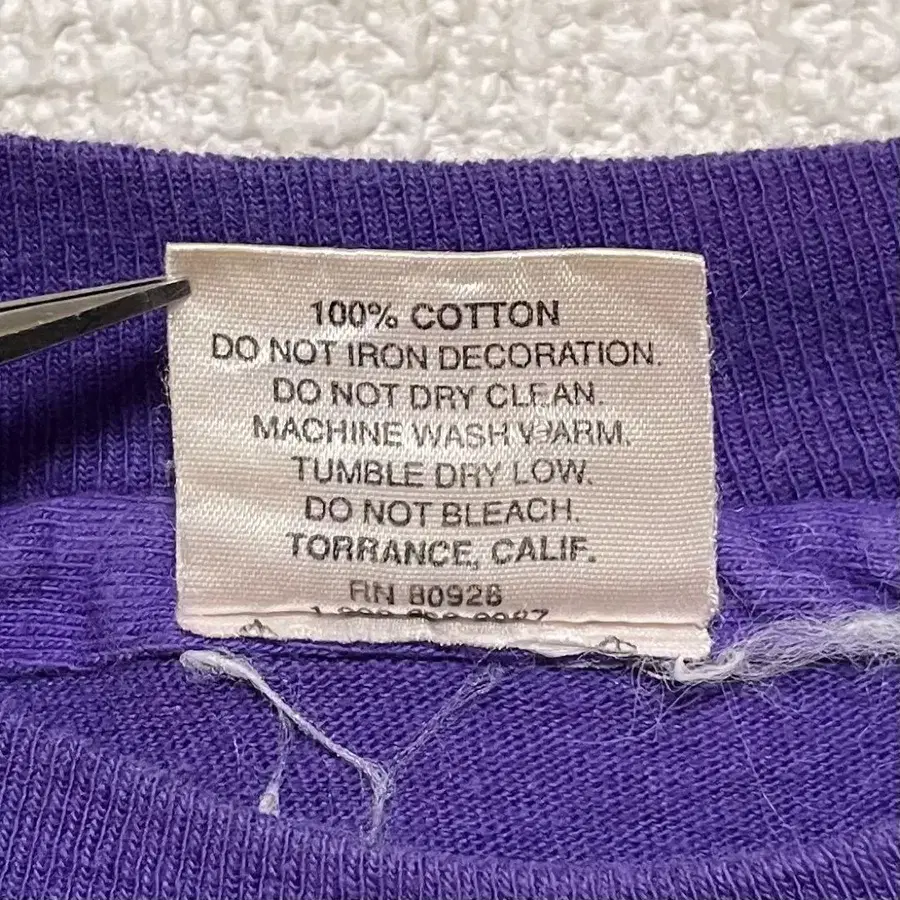 100% COTTON
DO NOT IRON DECORATION.
DO NOT DRY CLEAN.
MACHINE WASH WARM.
TUMBLE DRY LOW.
DO NOT BLEACH.
TORRANCE, CALIF.
RN 80926